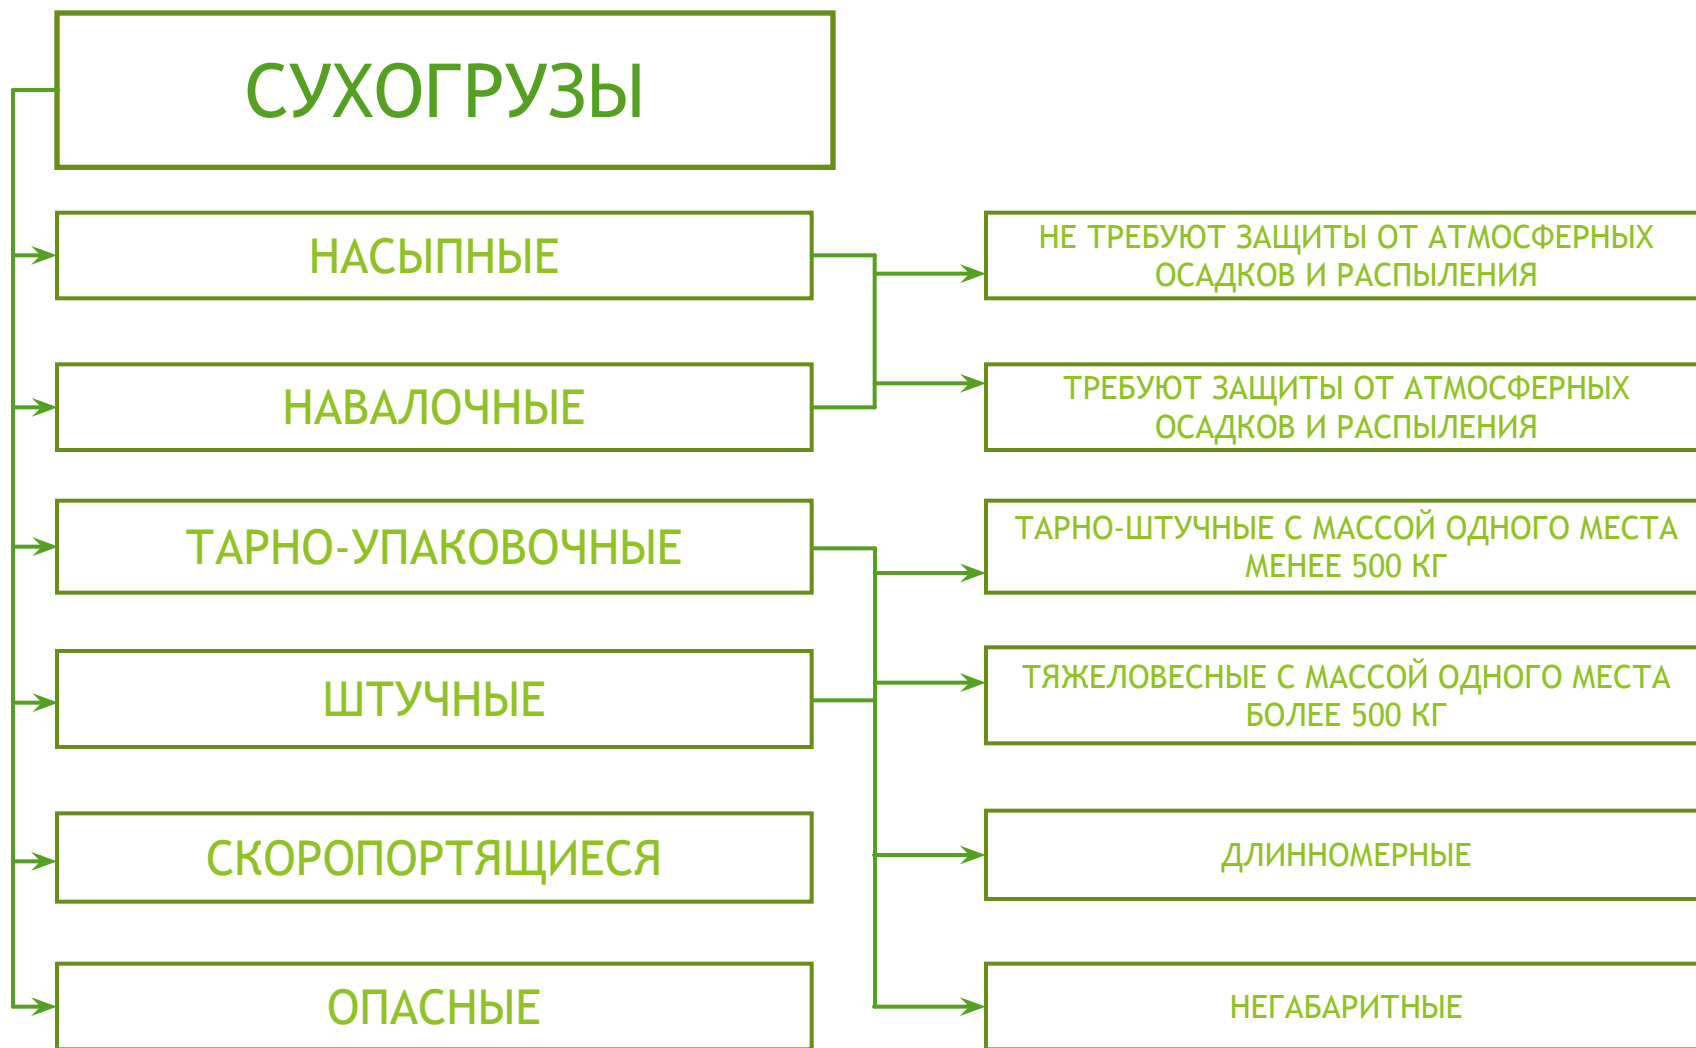 СУХОГРУЗЫ
НАСЫПНЫЕ
НАВАЛОЧНЫЕ
ТАРНО-УПАКОВОЧНЫЕ
ШТУЧНЫЕ
СКОРОПОРТЯЩИЕСЯ
ОПАСНЫЕ
НЕ ТРЕБУЮТ ЗАЩИТЫ ОТ АТМОСФЕРНЫХ
ОСАДКОВ И РАСПЫЛЕНИЯ
ТРЕБУЮТ ЗАЩИТЫ ОТ АТМОСФЕРНЫХ
ОСАДКОВ И РАСПЫЛЕНИЯ
ТАРНО-ШТУЧНЫЕ С МАССОЙ ОДНОГО МЕСТА
МЕНЕЕ 500 КГ
ТЯЖЕЛОВЕСНЫЕ С МАССОЙ ОДНОГО МЕСТА
БОЛЕЕ 500 КГ
ДЛИННОМЕРНЫЕ
НЕГАБАРИТНЫЕ